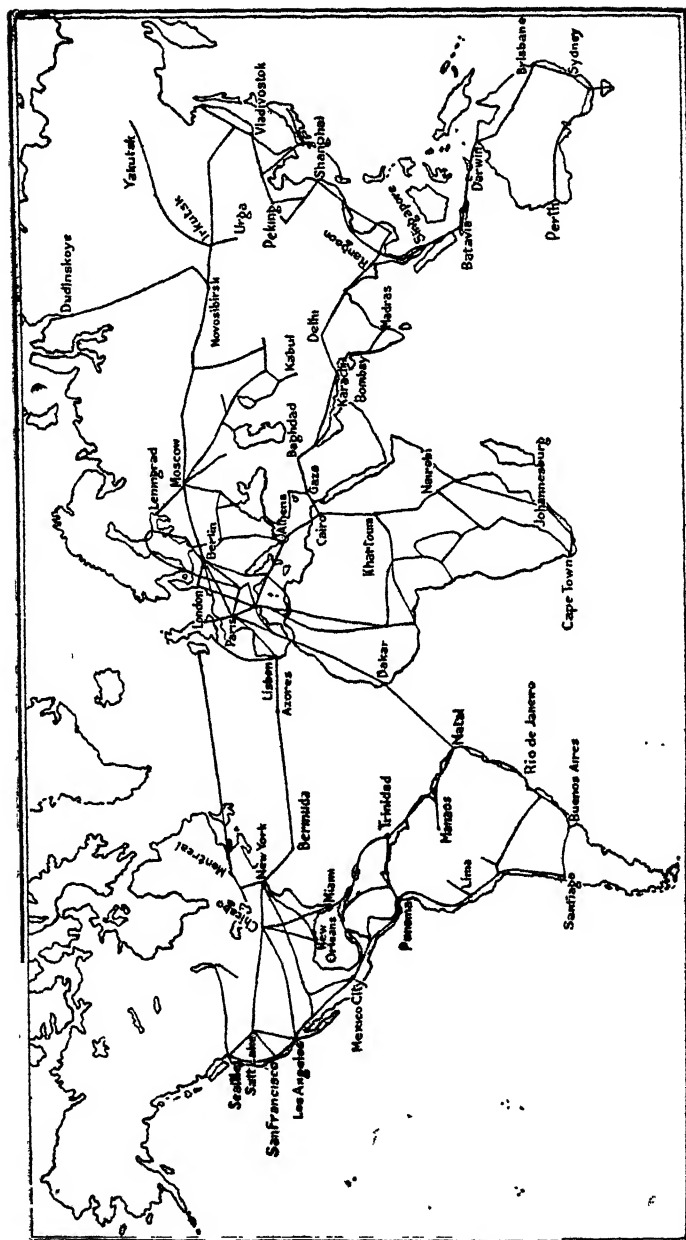 Seattle
Salt Lake
San Francisco
Los Angeles
Mexico City
Chicago
New
Orleans
Miami
Montreal
New York
Bermuda
Panama
Trinidad
Manaos
Lima
Natal
Rio de Janeiro
Buenos Aires
Santiago
Azores
Lisbon
London
Paris
Berlin
Leningrad
Moscow
Athens
Cairo
Gaza
Baghdad
Khartoum
Dakar
Nairobi
Johannesburg
Cape Town
Kabul
Karachi
Bombay
Delhi
Madras
Novosibirsk
Dudinskoye
Irkutsk
Yakutsk
Urga
Peking
Vladivostok
Shanghai
Rangoon
Singapore
Batavia
Darwin
Brisbane
Sydney
Perth